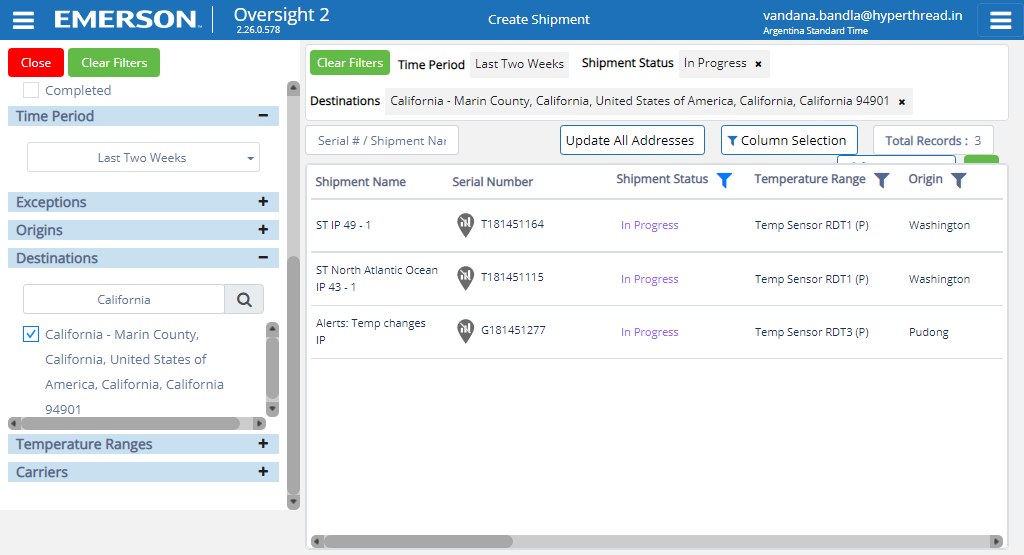 EMERSON
Oversight 2
2.26.0.578
Create Shipment
vandana.bandla@hyperthread.in
Argentina Standard Time
Close
Clear Filters
Completed
Time Period
Last Two Weeks
Exceptions
Origins
Destinations
California
California - Marin County,
California, United States of
America, California, California
94901
Temperature Ranges
Carriers
Clear Filters
Time Period
Last Two Weeks
Shipment Status
In Progress ×
Destinations
California - Marin County, California, United States of America, California, California 94901 ×
Serial # / Shipment Nar
Update All Addresses
Column Selection
Total Records : 3
Shipment Name Serial Number Shipment Status Temperature Range Origin
ST IP 49 - 1 T181451164 In Progress Temp Sensor RDT1 (P) Washington
ST North Atlantic Ocean
IP 43 - 1 T181451115 In Progress Temp Sensor RDT1 (P) Washington
Alerts: Temp changes
IP G181451277 In Progress Temp Sensor RDT3 (P) Pudong